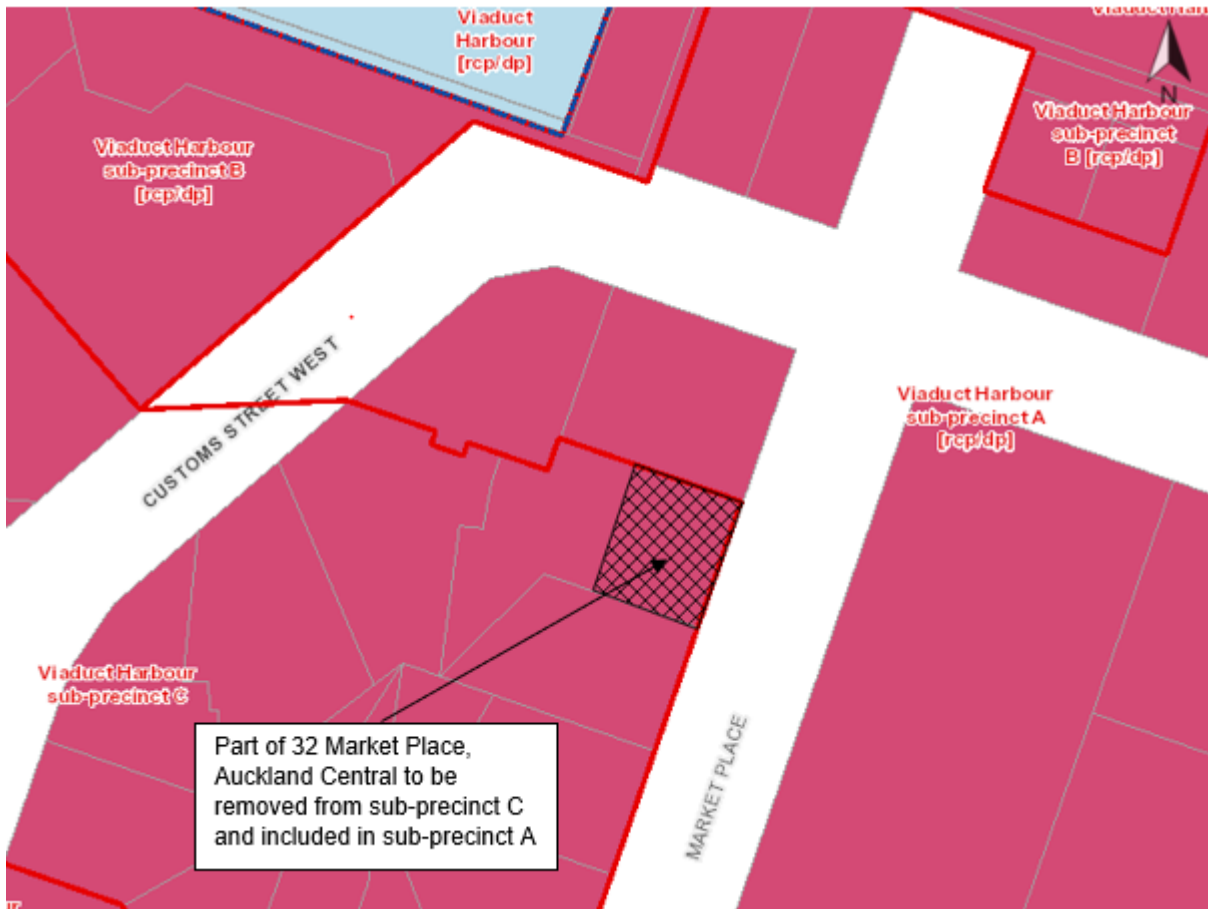 Viaduct
Harbour
[rcp/dp]
N
Viaduct Harbour
sub-precinct B
[rcp/dp]
Viaduct Harbour
sub-precinct
B [rcp/dp]
CUSTOMS STREET WEST
Viaduct Harbour
sub-precinct A
[rcp/dp]
Viaduct Harbour
sub-precinct C
Part of 32 Market Place,
Auckland Central to be
removed from sub-precinct C
and included in sub-precinct A
MARKET PLACE